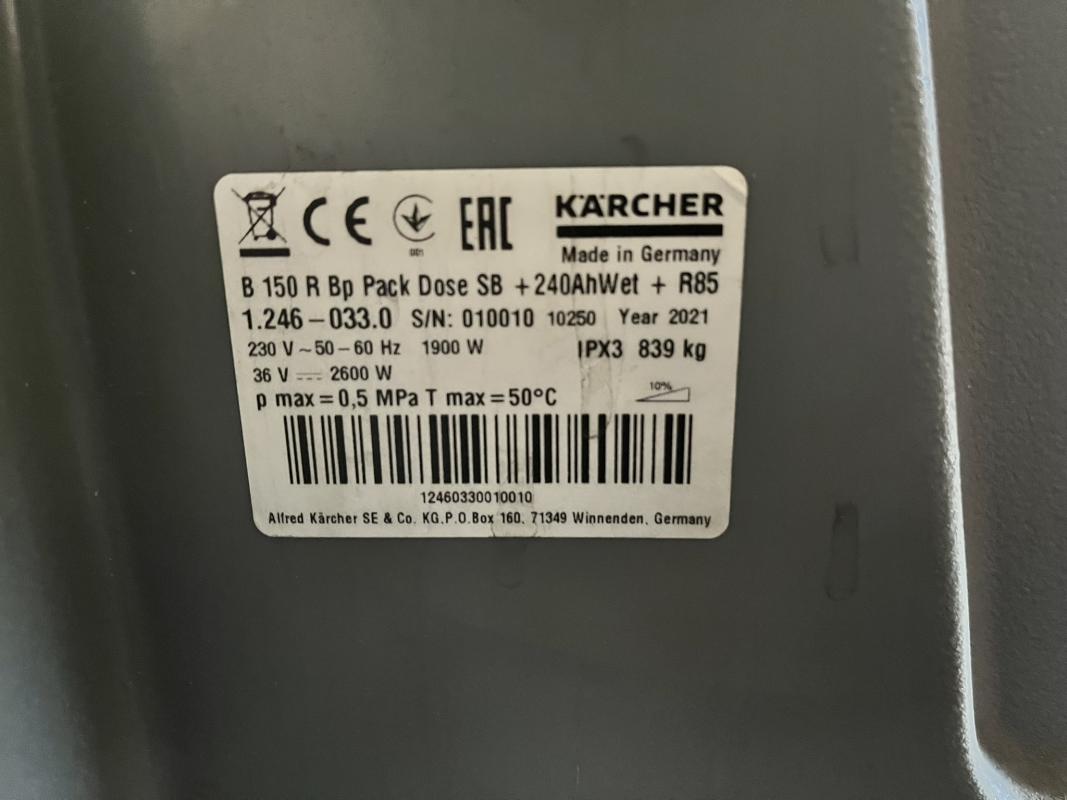 CE
001
EAC
KÄRCHER
Made in Germany
B 150 R Bp Pack Dose SB +240AhWet + R85
1.246-033.0 S/N: 010010 10250 Year 2021
230 V ~ 50-60 Hz 1900 W IPX3 839 kg
36 V ⎓ 2600 W
p max = 0,5 MPa T max = 50°C 10%
12460330010010
Alfred Kärcher SE & Co. KG.P.O.Box 160. 71349 Winnenden, Germany